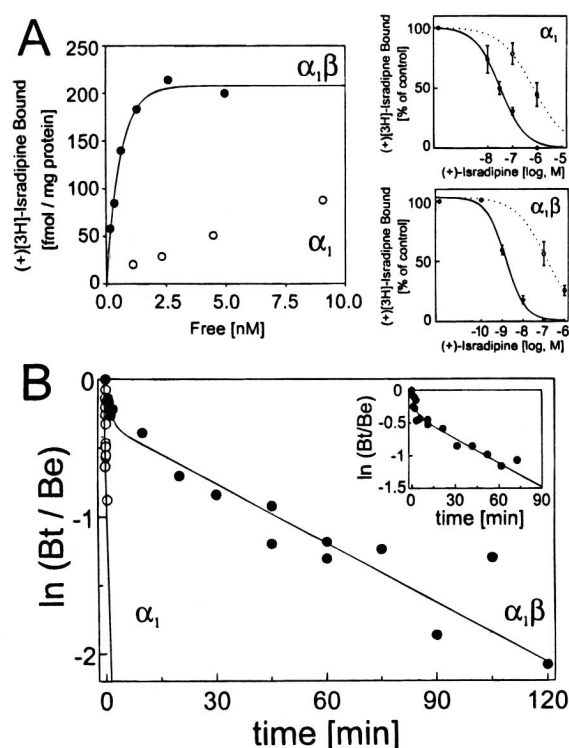 A
(+)[3H]-Isradipine Bound
[fmol / mg protein]
250
200
150
100
50
0
0.0
2.5
5.0
7.5
10.0
Free [nM]
α₁β
α₁
(+)[3H]-Isradipne Bound
[% of control]
100
50
0
-8
-7
-6
-5
(+)-Isradipine [log, M]
α₁
(+)[3H]-Isradipine Bound
[% of control]
100
50
0
-10
-9
-8
-7
-6
(+)-Isradipine [log, M]
α₁β
B
ln (Bt / Be)
0
-1
-2
0
30
60
90
120
time [min]
α₁
α₁β
ln (Bt/Be)
0
-0.5
-1
-1.5
0
30
60
90
time [min]